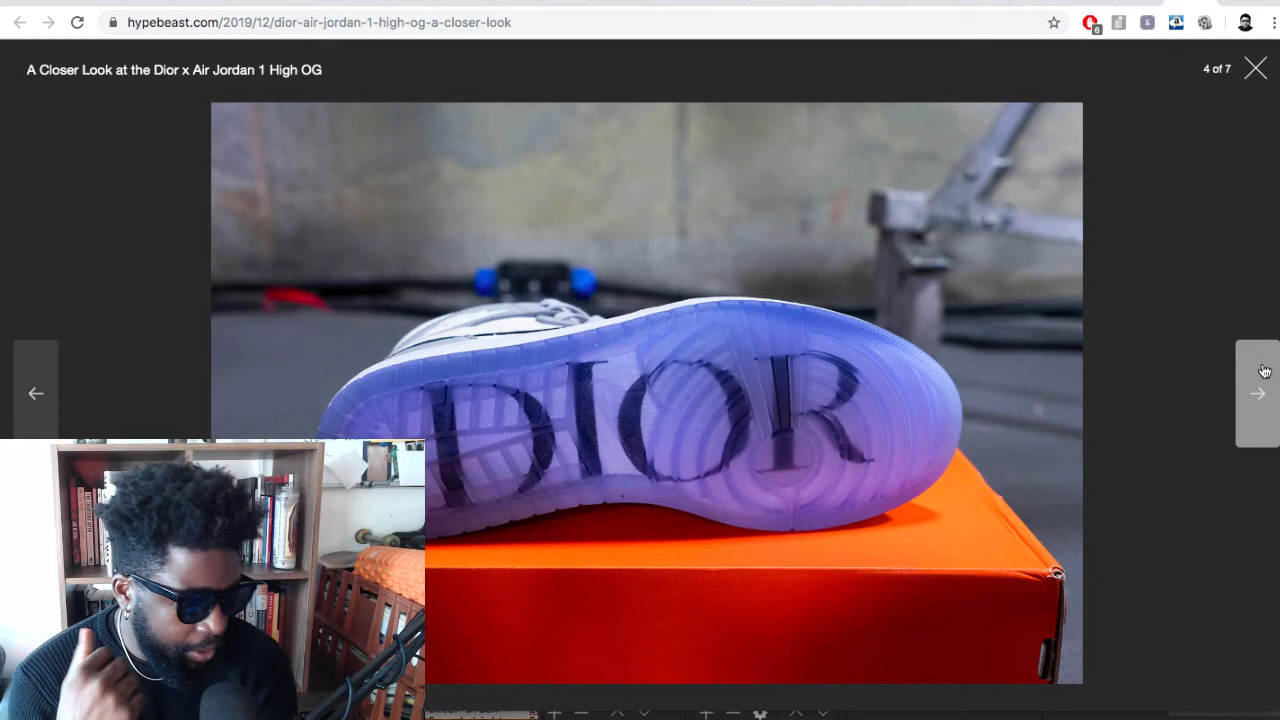 hypebeast.com/2019/12/dior-air-jordan-1-high-og-a-closer-look
6
A Closer Look at the Dior x Air Jordan 1 High OG
4 of 7
DIOR